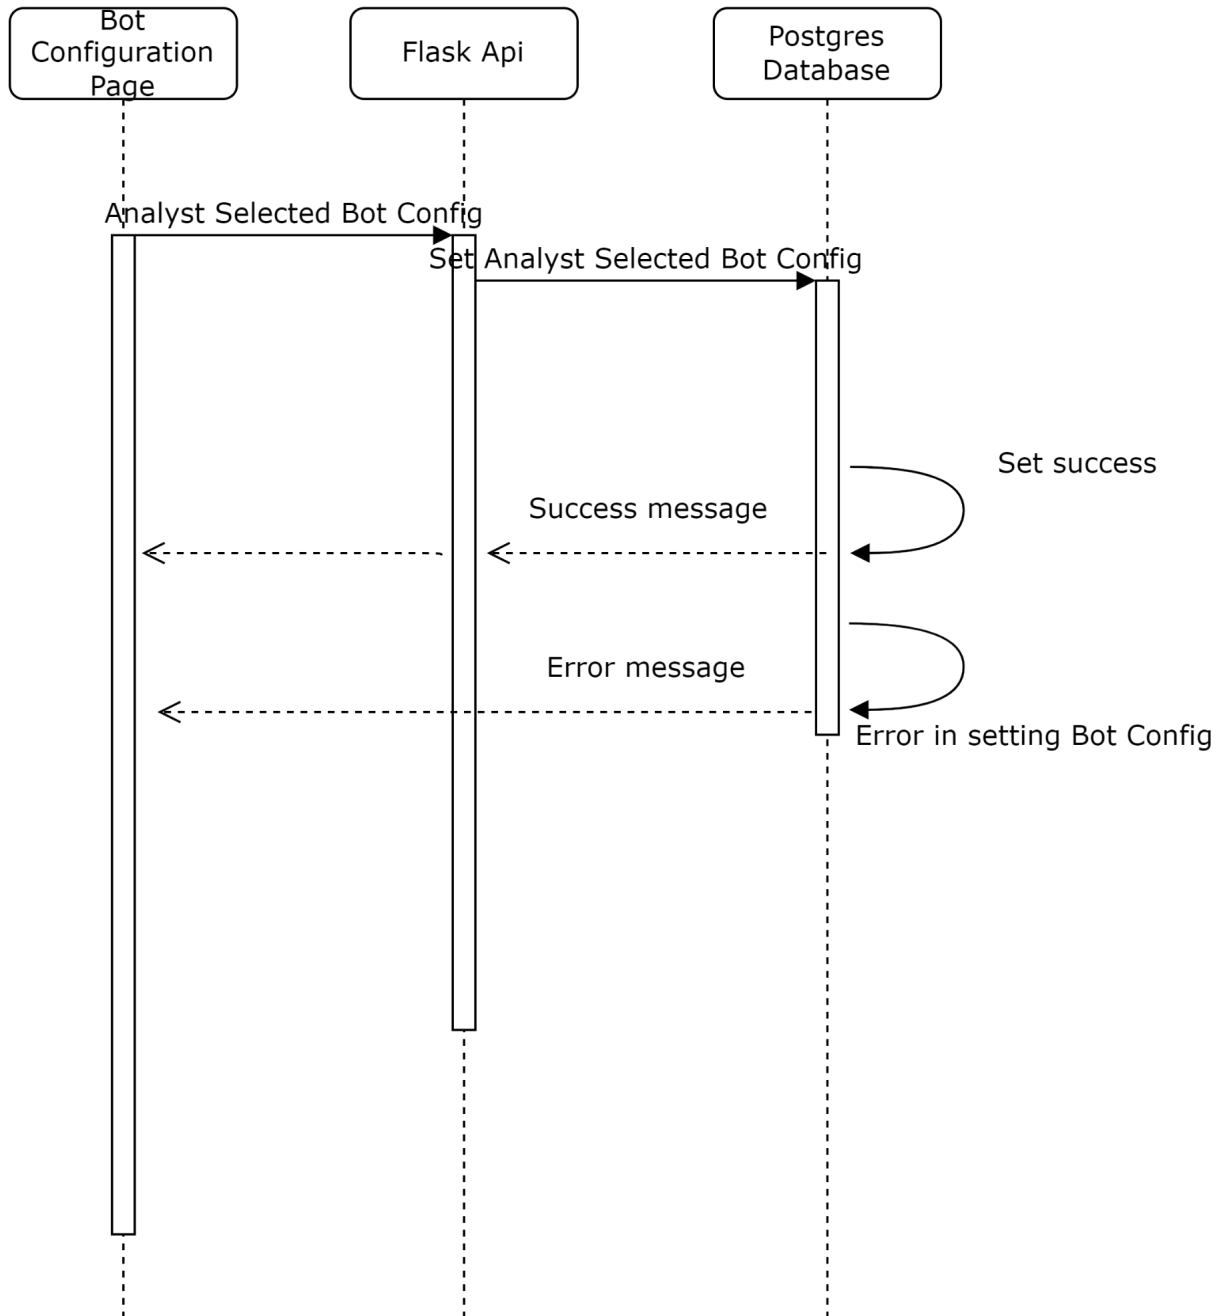 Bot
Configuration
Page
Flask Api
Postgres
Database
Analyst Selected Bot Config
Set Analyst Selected Bot Config
Set success
Success message
Error message
Error in setting Bot Config